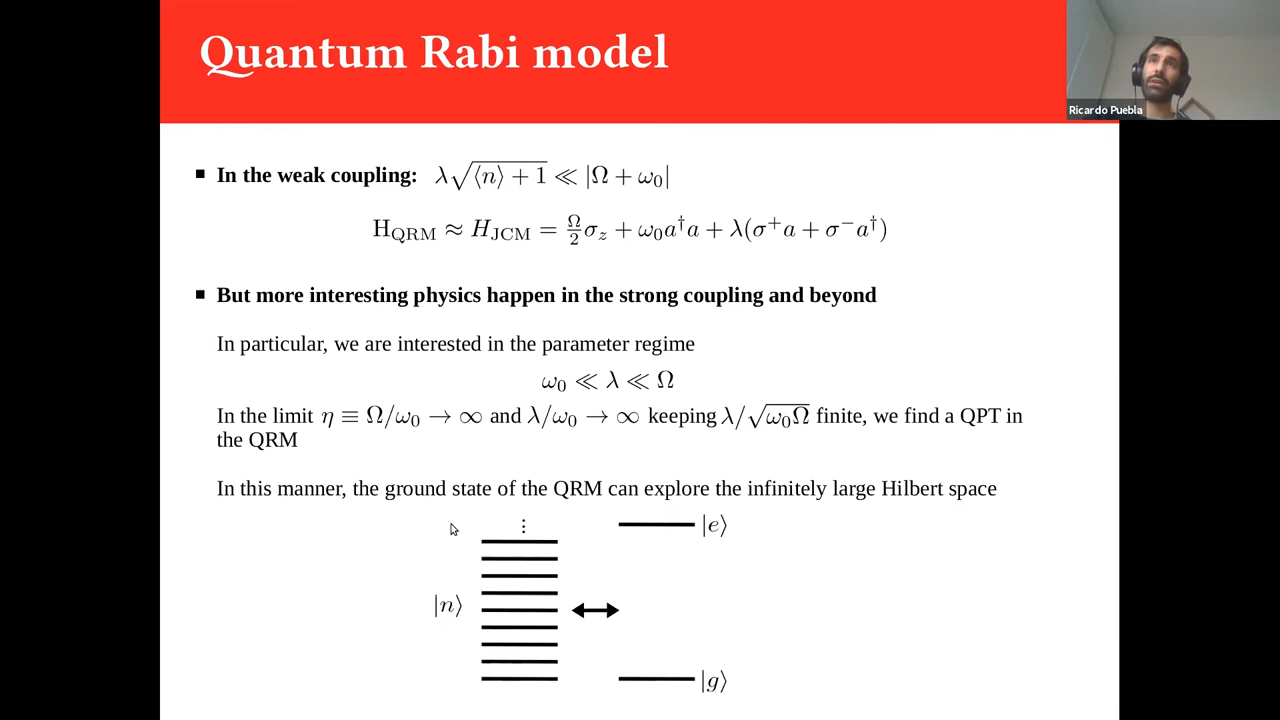 Quantum Rabi model
Ricardo Puebla
▪ In the weak coupling: λ√(⟨n⟩ + 1) ≪ |Ω + ω₀|
H_QRM ≈ H_JCM = Ω/2 σ_z + ω₀a†a + λ(σ⁺a + σ⁻a†)
▪ But more interesting physics happen in the strong coupling and beyond
In particular, we are interested in the parameter regime
ω₀ ≪ λ ≪ Ω
In the limit η ≡ Ω/ω₀ → ∞ and λ/ω₀ → ∞ keeping λ/√(ω₀Ω) finite, we find a QPT in
the QRM
In this manner, the ground state of the QRM can explore the infinitely large Hilbert space
⋮
|e⟩
|n⟩
|g⟩